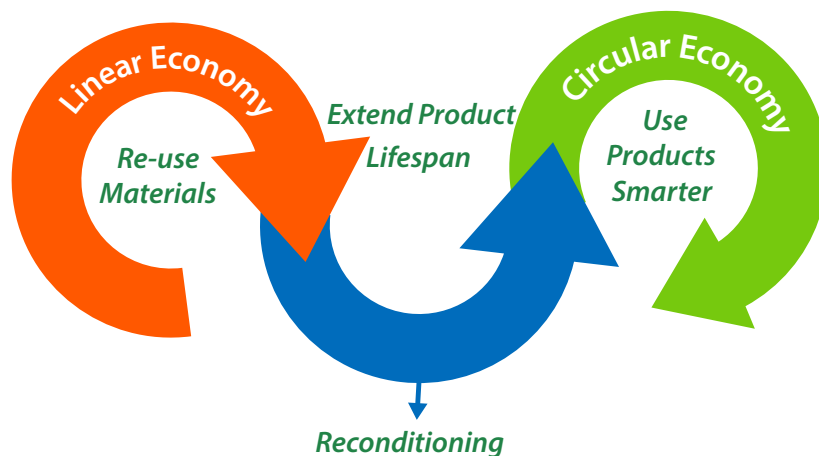 Linear Economy
Re-use
Materials
Extend Product
Lifespan
Circular Economy
Use
Products
Smarter
Reconditioning